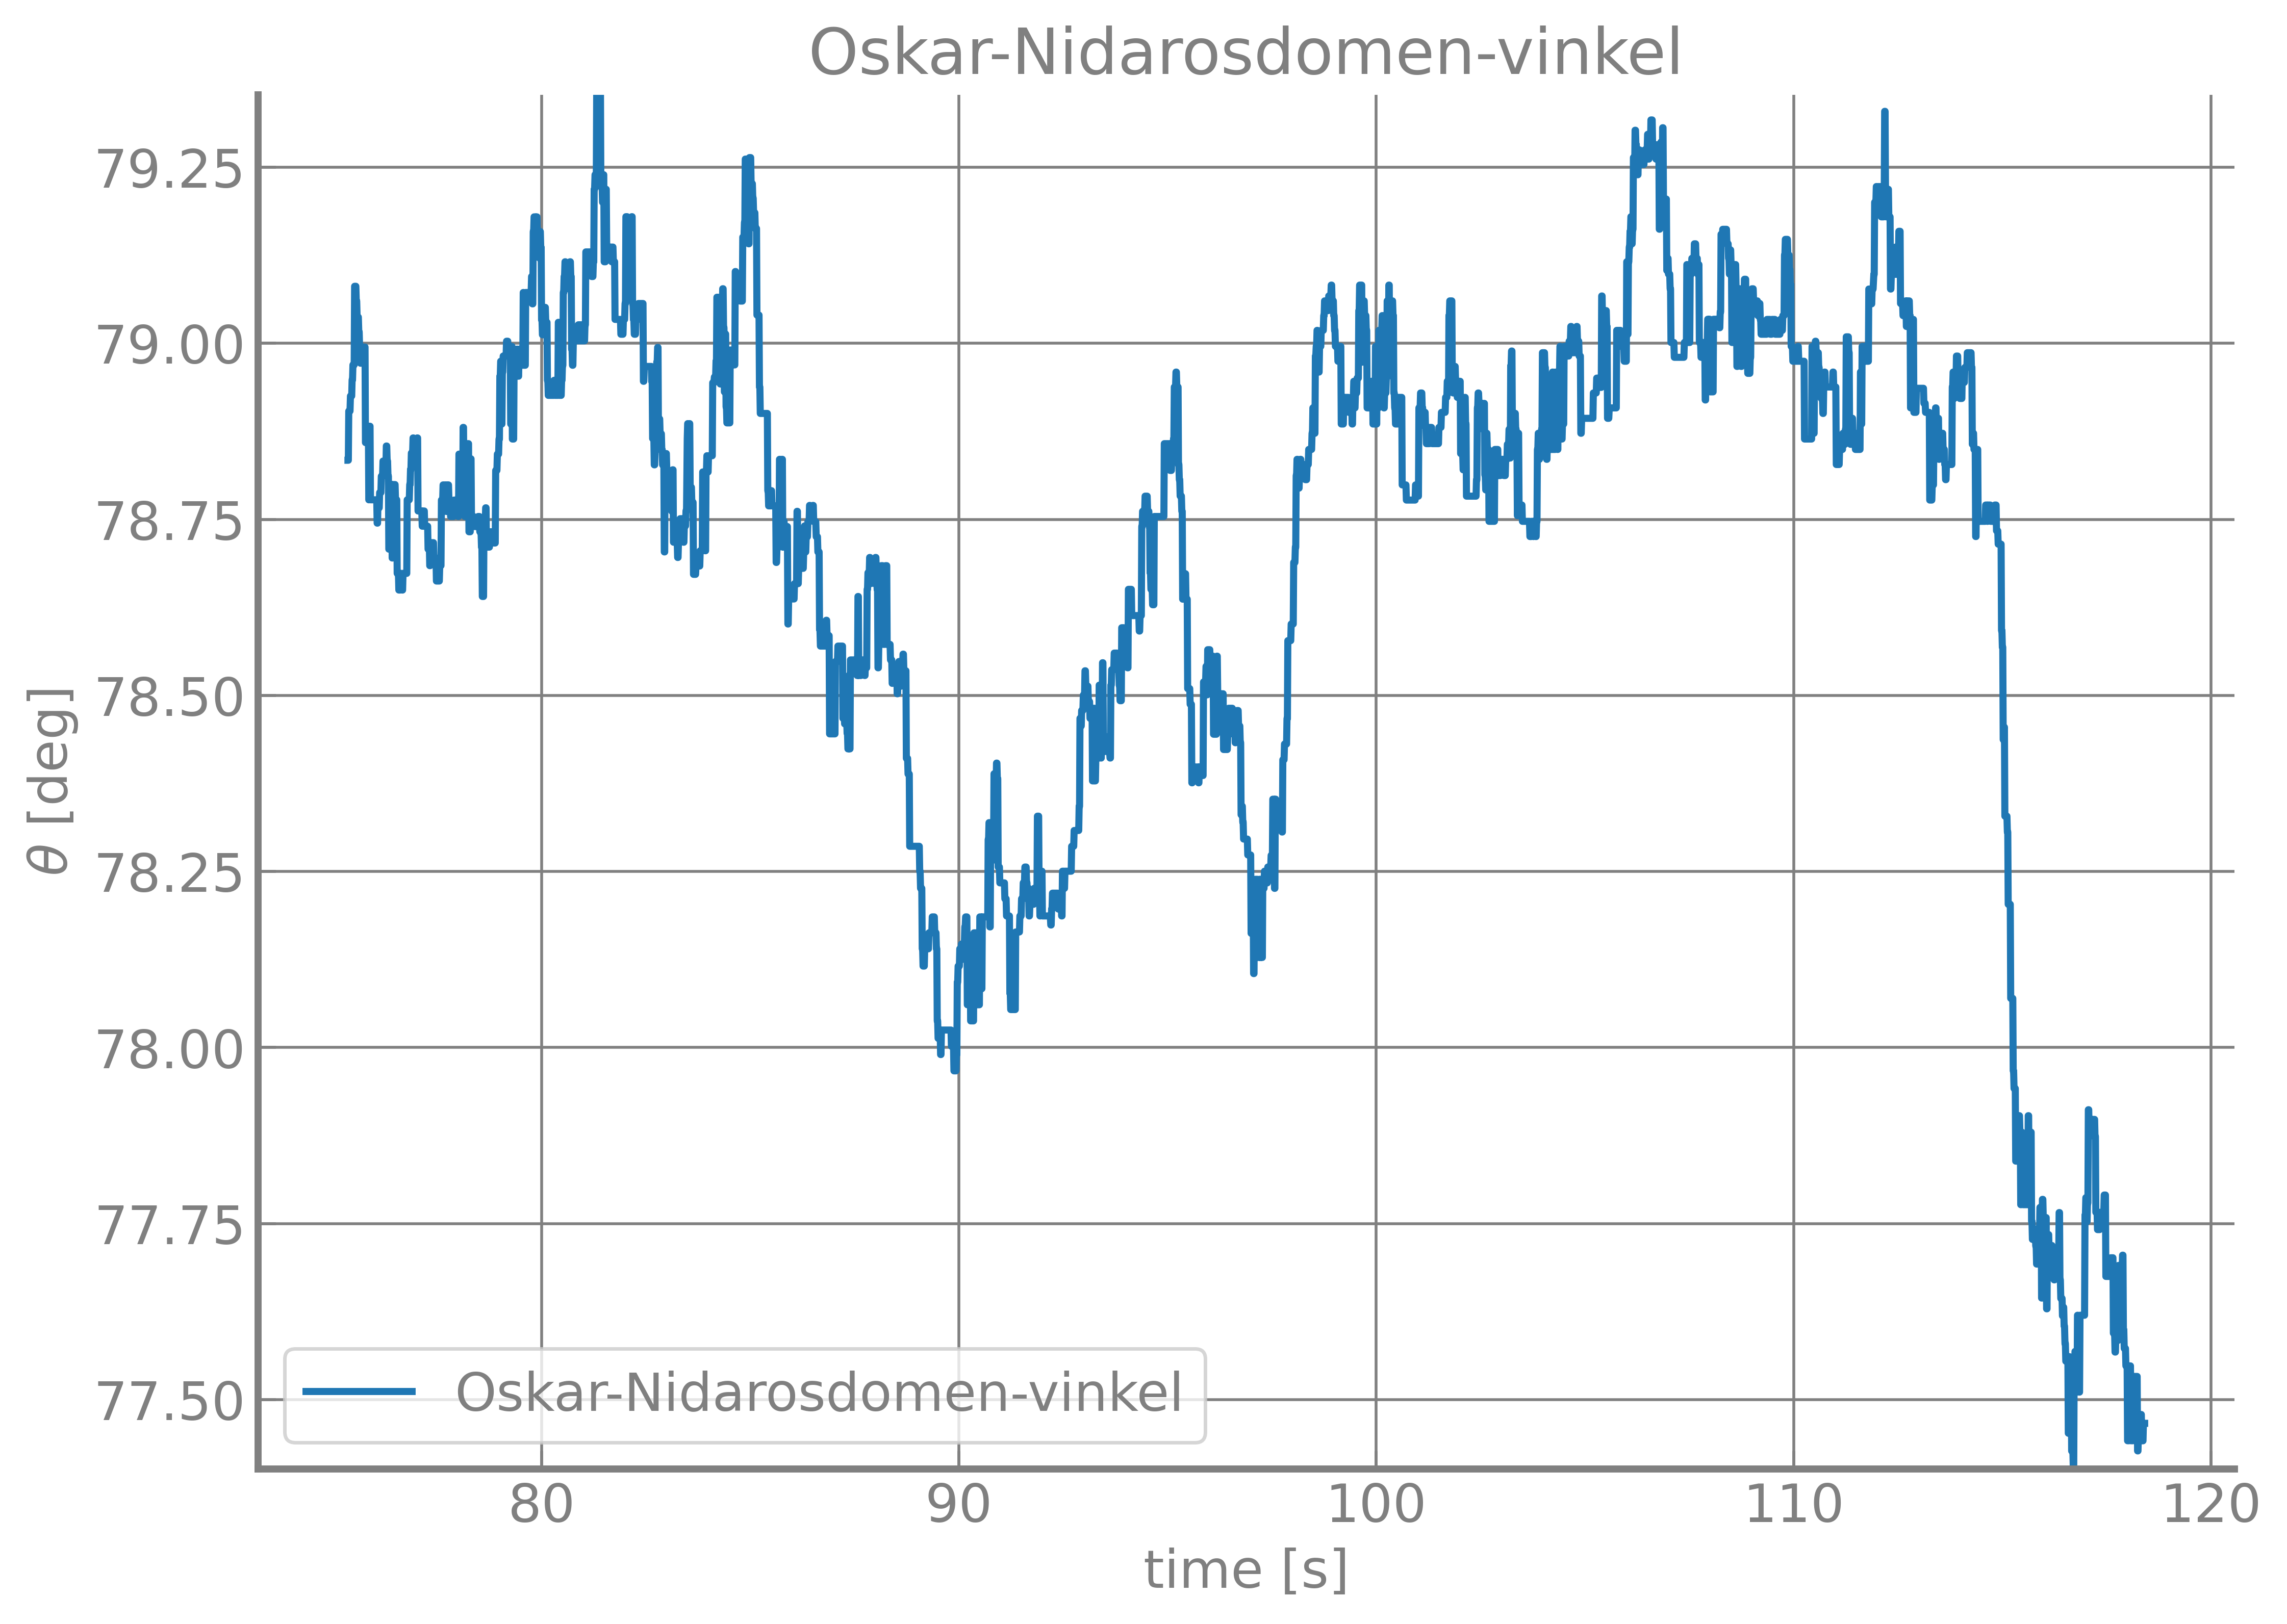 Oskar-Nidarosdomen-vinkel
79.25
79.00
78.75
78.50
78.25
78.00
77.75
77.50
θ [deg]
Oskar-Nidarosdomen-vinkel
80 90 100 110 120
time [s]